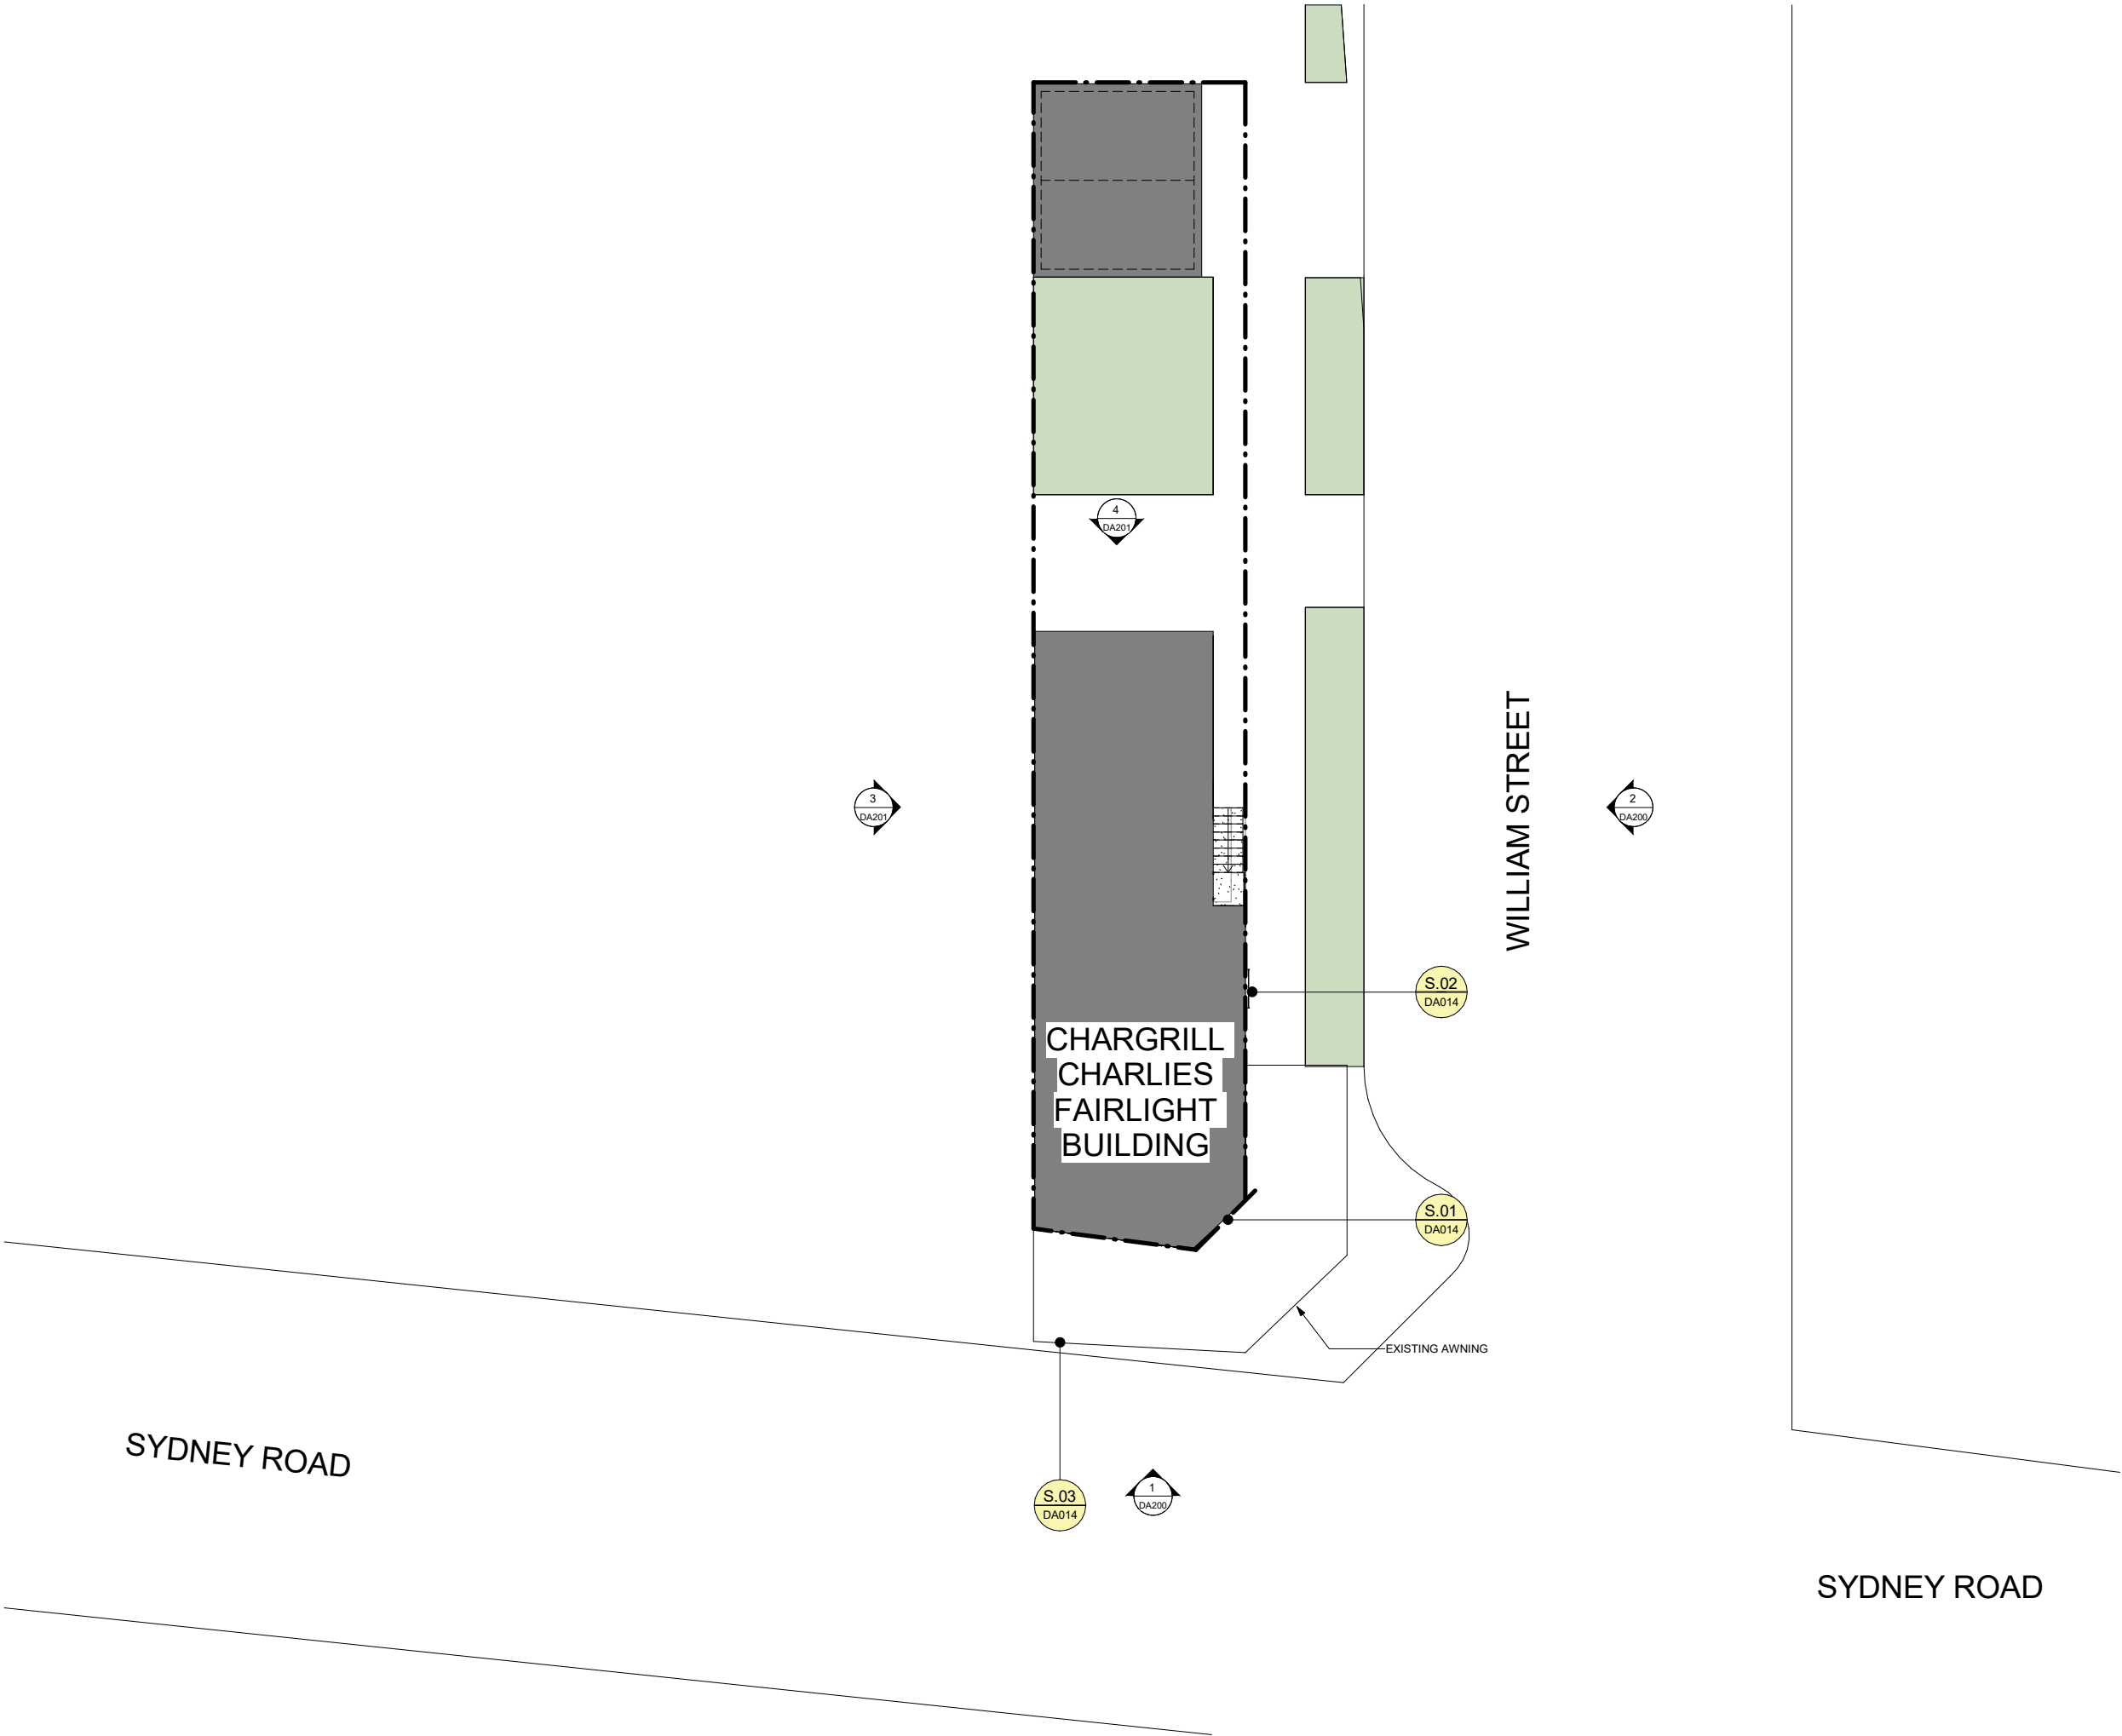 4
DA201
3
DA201
2
DA200
WILLIAM STREET
S.02
DA014
CHARGRILL
CHARLIES
FAIRLIGHT
BUILDING
S.01
DA014
EXISTING AWNING
SYDNEY ROAD
S.03
DA014
1
DA200
SYDNEY ROAD